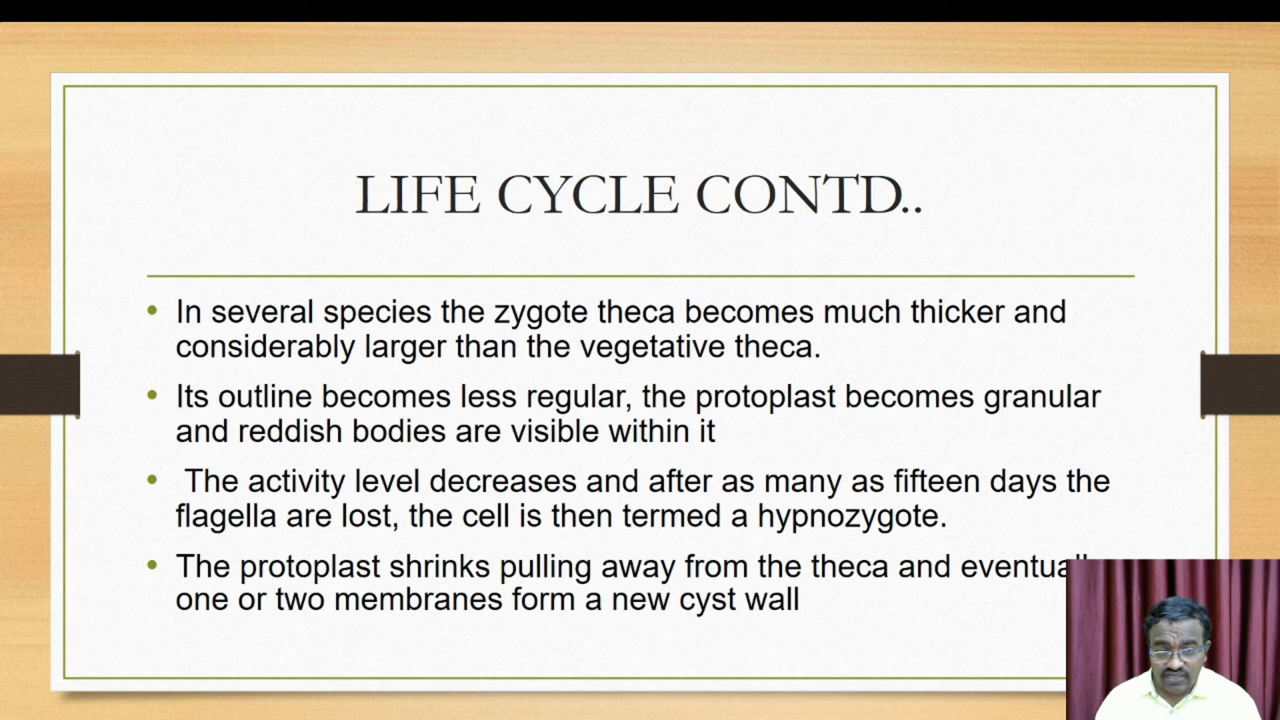 LIFE CYCLE CONTD..
• In several species the zygote theca becomes much thicker and
considerably larger than the vegetative theca.
• Its outline becomes less regular, the protoplast becomes granular
and reddish bodies are visible within it
• The activity level decreases and after as many as fifteen days the
flagella are lost, the cell is then termed a hypnozygote.
• The protoplast shrinks pulling away from the theca and
one or two membranes form a new cyst wall